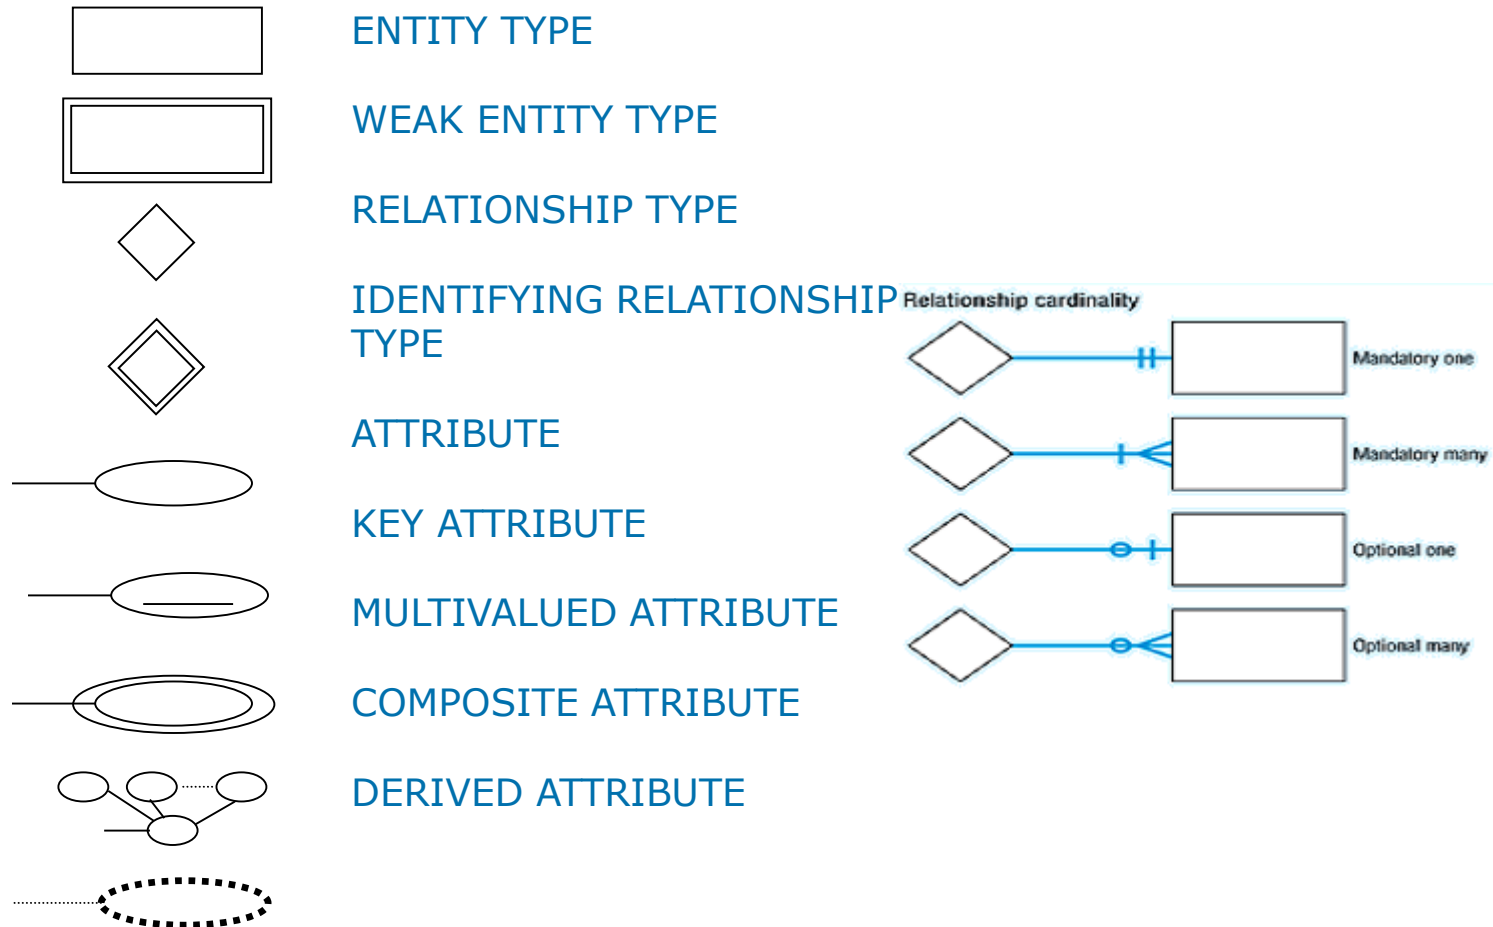 ENTITY TYPE
WEAK ENTITY TYPE
RELATIONSHIP TYPE
IDENTIFYING RELATIONSHIP
TYPE
ATTRIBUTE
KEY ATTRIBUTE
MULTIVALUED ATTRIBUTE
COMPOSITE ATTRIBUTE
DERIVED ATTRIBUTE
Relationship cardinality
Mandatory one
Mandatory many
Optional one
Optional many